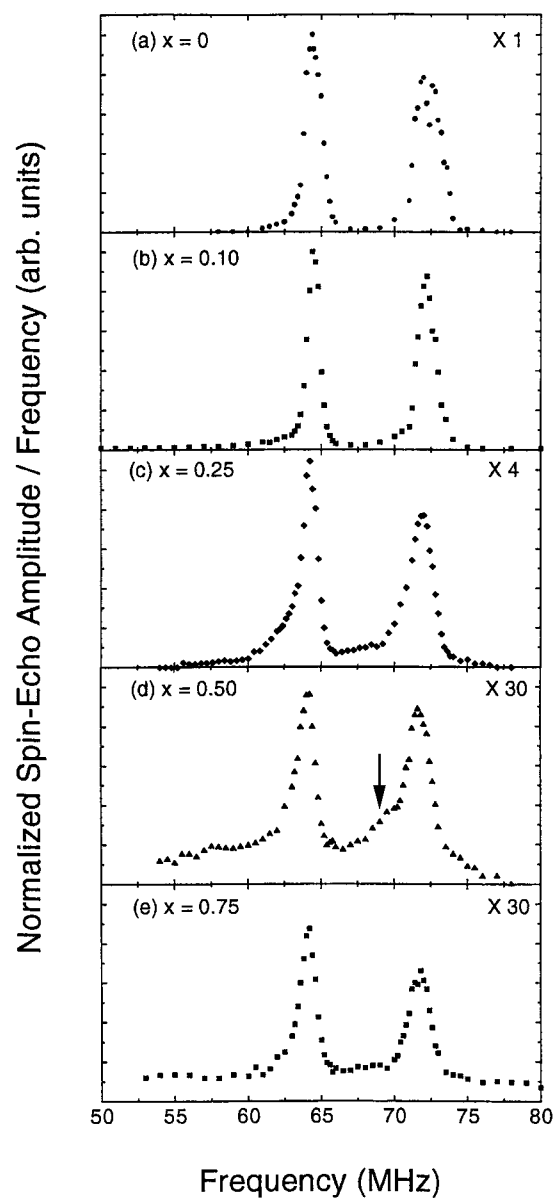 Normalized Spin-Echo Amplitude / Frequency (arb. units)
(a) x = 0
X 1
(b) x = 0.10
(c) x = 0.25
X 4
(d) x = 0.50
X 30
(e) x = 0.75
X 30
50 55 60 65 70 75 80
Frequency (MHz)